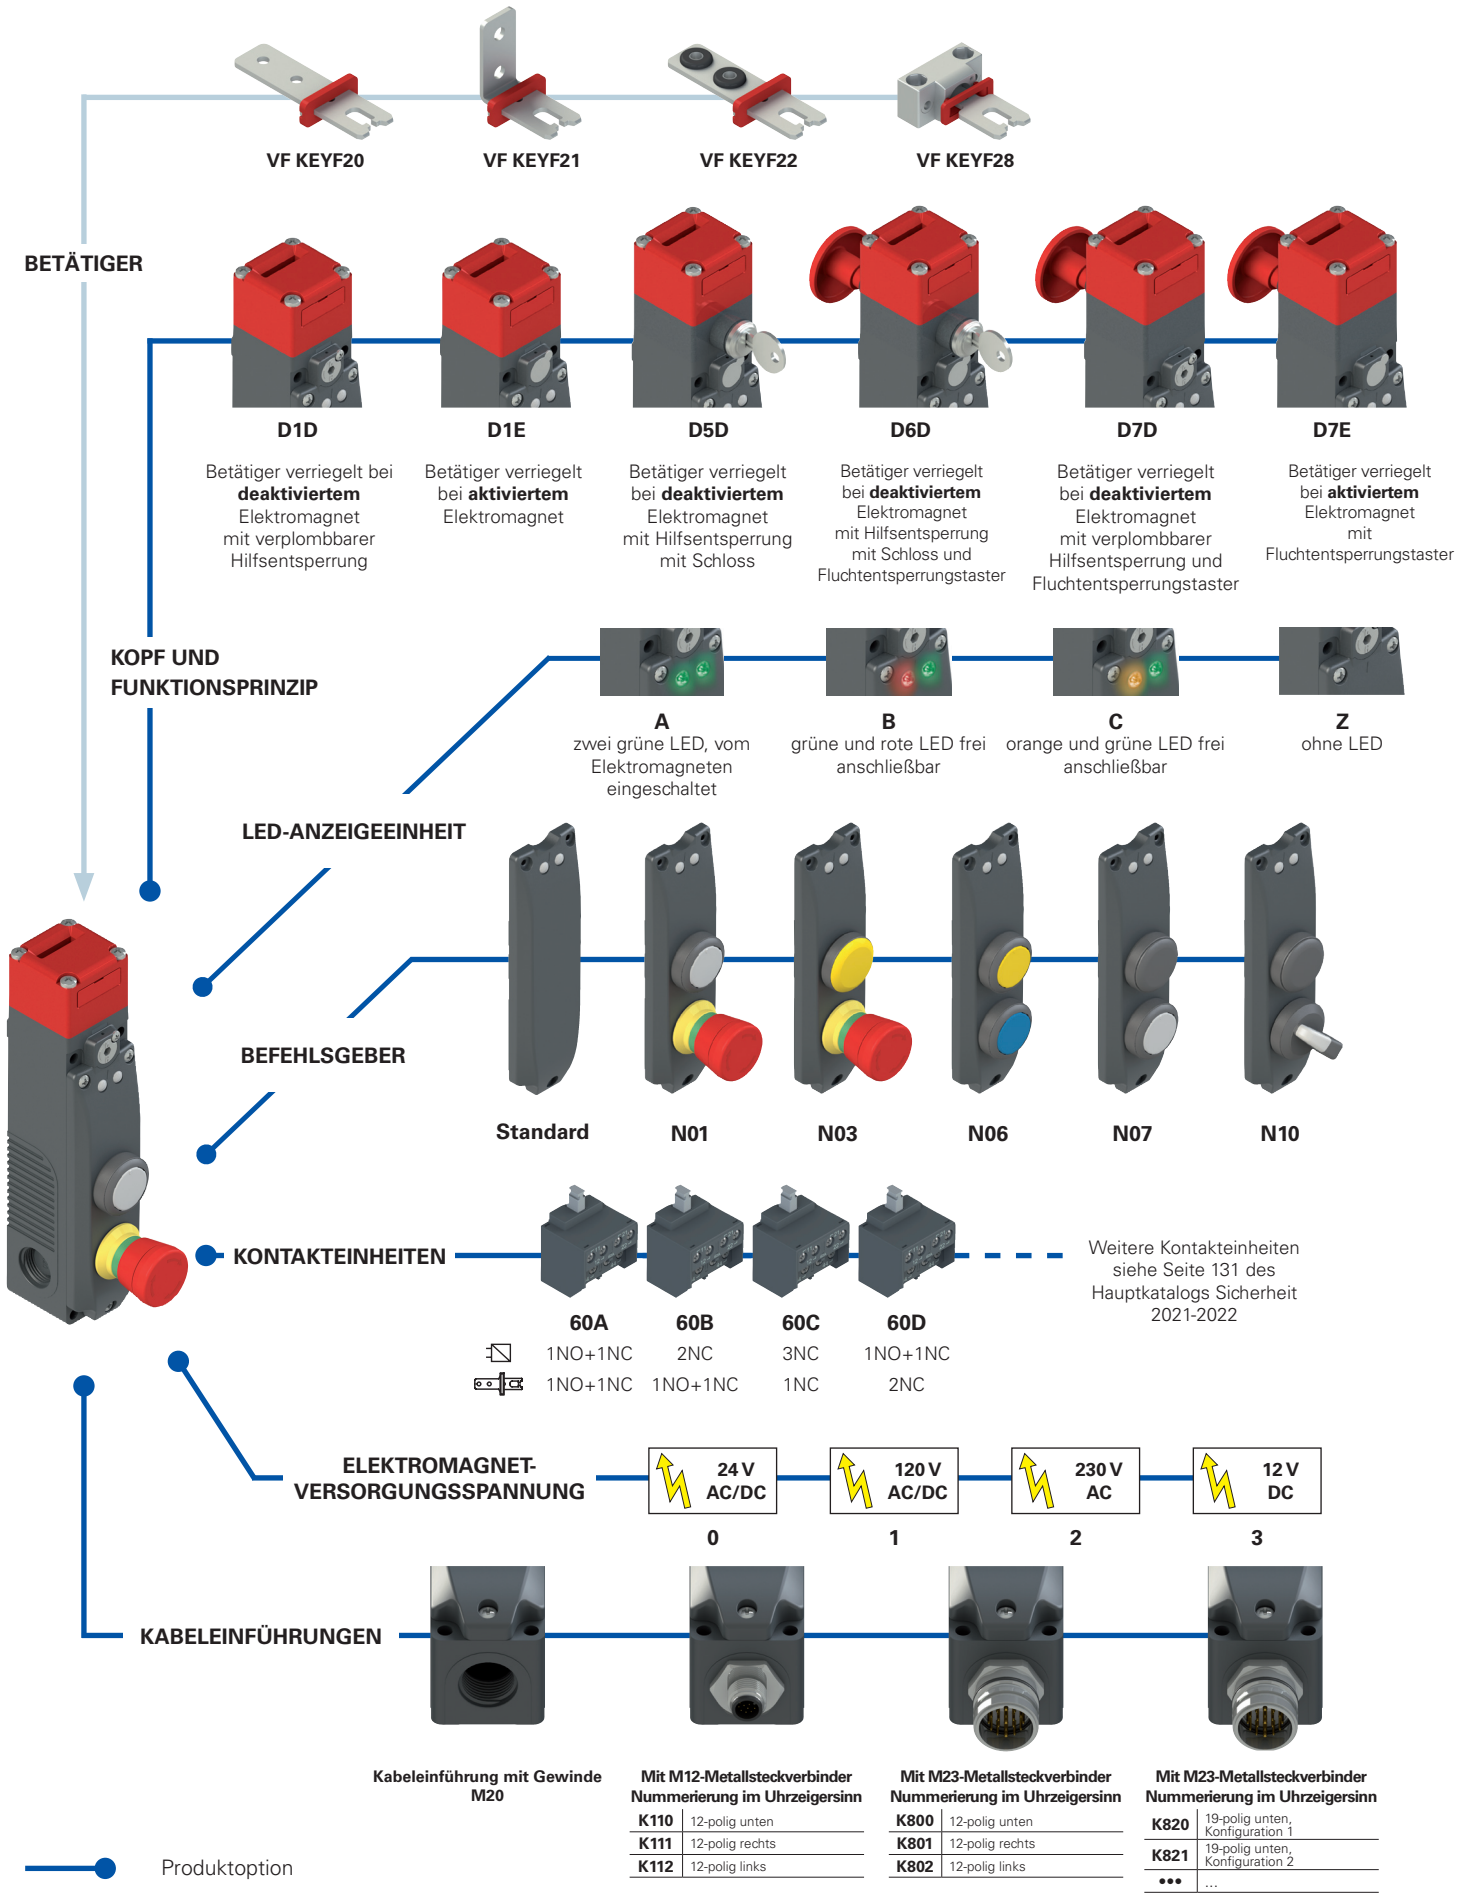 VF KEYF20
VF KEYF21
VF KEYF22
VF KEYF28
BETÄTIGER
D1D
Betätiger verriegelt bei
deaktiviertem
Elektromagnet
mit verplombbarer
Hilfsentsperrung
D1E
Betätiger verriegelt
bei aktiviertem
Elektromagnet
D5D
Betätiger verriegelt
bei deaktiviertem
Elektromagnet
mit Hilfsentsperrung
mit Schloss
D6D
Betätiger verriegelt
bei deaktiviertem
Elektromagnet
mit Hilfsentsperrung
mit Schloss und
Fluchtentsperrungstaster
D7D
Betätiger verriegelt
bei deaktiviertem
Elektromagnet
mit verplombbarer
Hilfsentsperrung und
Fluchtentsperrungstaster
D7E
Betätiger verriegelt
bei aktiviertem
Elektromagnet
mit
Fluchtentsperrungstaster
KOPF UND
FUNKTIONSPRINZIP
A
zwei grüne LED, vom
Elektromagneten
eingeschaltet
B
grüne und rote LED frei
anschließbar
C
orange und grüne LED frei
anschließbar
Z
ohne LED
LED-ANZEIGEEINHEIT
BEFEHLSGEBER
Standard
N01
N03
N06
N07
N10
KONTAKTEINHEITEN
Weitere Kontakteinheiten
siehe Seite 131 des
Hauptkatalogs Sicherheit
2021-2022
60A
60B
60C
60D
1NO+1NC
2NC
3NC
1NO+1NC
1NO+1NC
1NO+1NC
1NC
2NC
ELEKTROMAGNET-
VERSORGUNGSSPANNUNG
24 V
AC/DC
120 V
AC/DC
230 V
AC
12 V
DC
0
1
2
3
KABELEINFÜHRUNGEN
Kabeleinführung mit Gewinde
M20
Mit M12-Metallsteckverbinder
Nummerierung im Uhrzeigersinn
K110 12-polig unten
K111 12-polig rechts
K112 12-polig links
Mit M23-Metallsteckverbinder
Nummerierung im Uhrzeigersinn
K800 12-polig unten
K801 12-polig rechts
K802 12-polig links
Mit M23-Metallsteckverbinder
Nummerierung im Uhrzeigersinn
K820 19-polig unten,
Konfiguration 1
K821 19-polig unten,
Konfiguration 2
••• ...
Produktoption